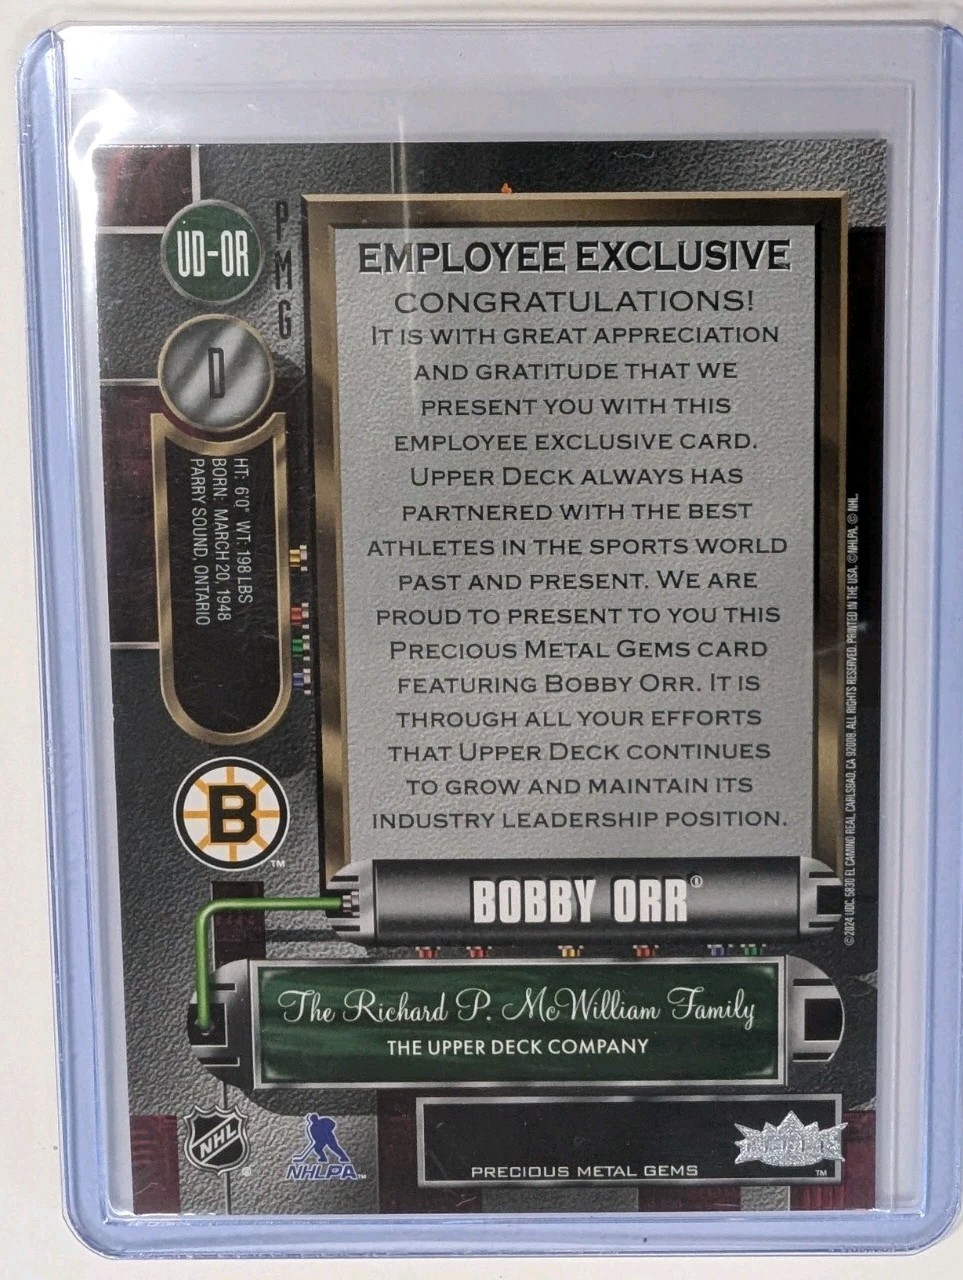 UD-OR
PMG
D
HT: 6'0" WT: 198 LBS
BORN: MARCH 20, 1948
PARRY SOUND, ONTARIO
EMPLOYEE EXCLUSIVE
CONGRATULATIONS!
IT IS WITH GREAT APPRECIATION
AND GRATITUDE THAT WE
PRESENT YOU WITH THIS
EMPLOYEE EXCLUSIVE CARD.
UPPER DECK ALWAYS HAS
PARTNERED WITH THE BEST
ATHLETES IN THE SPORTS WORLD
PAST AND PRESENT. WE ARE
PROUD TO PRESENT TO YOU THIS
PRECIOUS METAL GEMS CARD
FEATURING BOBBY ORR. IT IS
THROUGH ALL YOUR EFFORTS
THAT UPPER DECK CONTINUES
TO GROW AND MAINTAIN ITS
INDUSTRY LEADERSHIP POSITION.
©2024 UDC. 5830 EL CAMINO REAL, CARLSBAD, CA 92008. ALL RIGHTS RESERVED. PRINTED IN THE USA. ©NHLPA. © NHL.
B
TM
BOBBY ORR®
The Richard P. McWilliam Family
THE UPPER DECK COMPANY
NHL ®
NHLPA TM
PRECIOUS METAL GEMS
TM